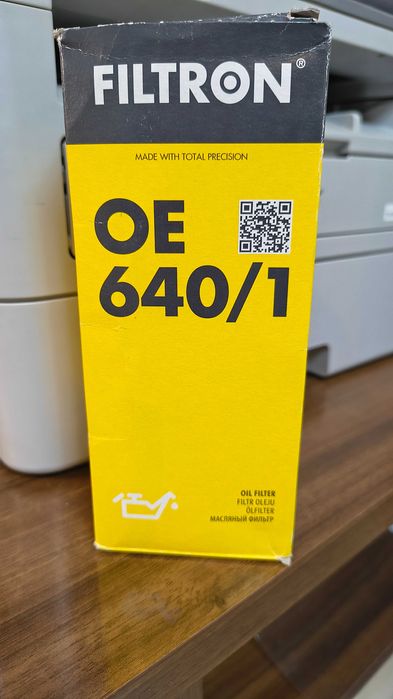 FILTRON®
MADE WITH TOTAL PRECISION
OE
640/1
OIL FILTER
FILTR OLEJU
ÖLFILTER
МАСЛЯНЫЙ ФИЛЬТР